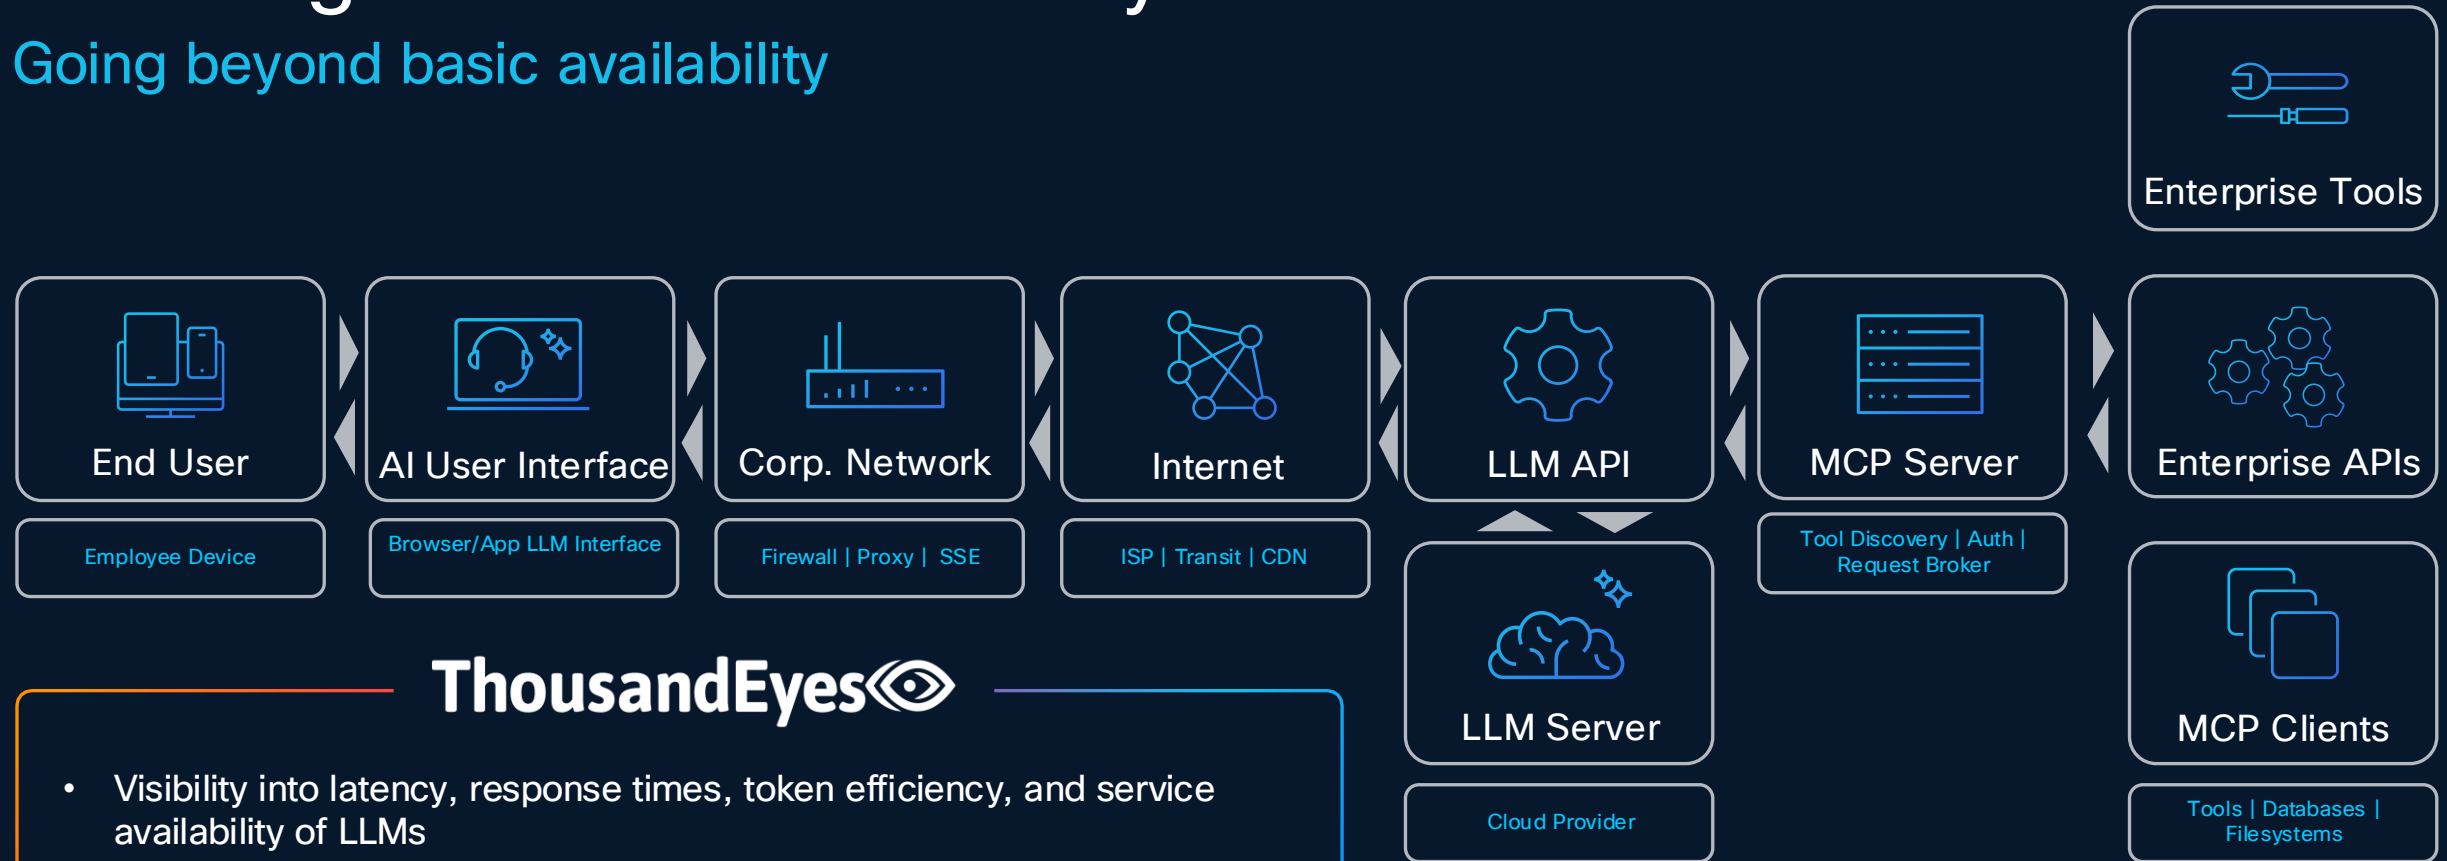 Going beyond basic availability
Enterprise Tools
End User
AI User Interface
Corp. Network
Internet
LLM API
MCP Server
Enterprise APIs
Employee Device
Browser/App LLM Interface
Firewall | Proxy | SSE
ISP | Transit | CDN
Tool Discovery | Auth |
Request Broker
LLM Server
MCP Clients
Cloud Provider
Tools | Databases |
Filesystems
ThousandEyes
• Visibility into latency, response times, token efficiency, and service
availability of LLMs